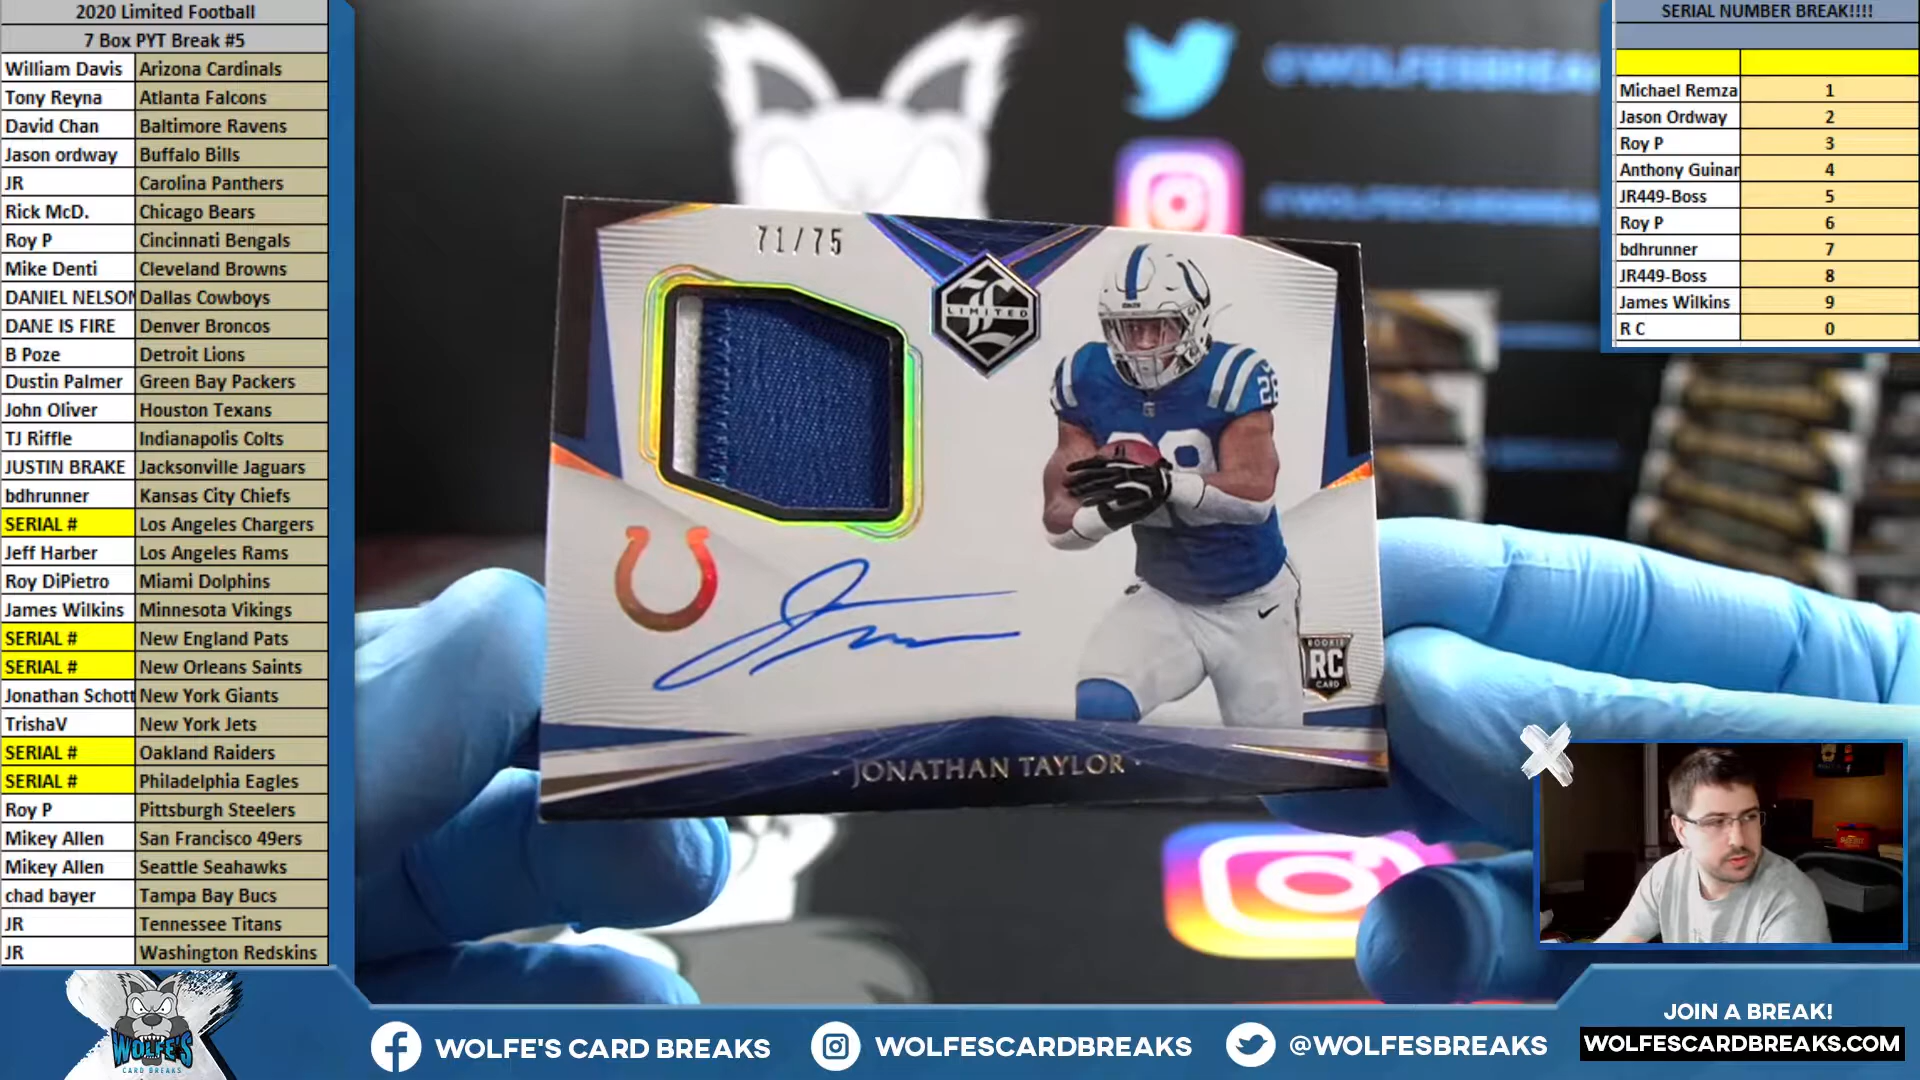 2020 Limited Football
7 Box PYT Break #5
William Davis Arizona Cardinals
Tony Reyna Atlanta Falcons
David Chan Baltimore Ravens
Jason ordway Buffalo Bills
JR Carolina Panthers
Rick McD. Chicago Bears
Roy P Cincinnati Bengals
Mike Denti Cleveland Browns
DANIEL NELSON Dallas Cowboys
DANE IS FIRE Denver Broncos
B Poze Detroit Lions
Dustin Palmer Green Bay Packers
John Oliver Houston Texans
TJ Riffle Indianapolis Colts
JUSTIN BRAKE Jacksonville Jaguars
bdhrunner Kansas City Chiefs
SERIAL # Los Angeles Chargers
Jeff Harber Los Angeles Rams
Roy DiPietro Miami Dolphins
James Wilkins Minnesota Vikings
SERIAL # New England Pats
SERIAL # New Orleans Saints
Jonathan Schott New York Giants
TrishaV New York Jets
SERIAL # Oakland Raiders
SERIAL # Philadelphia Eagles
Roy P Pittsburgh Steelers
Mikey Allen San Francisco 49ers
Mikey Allen Seattle Seahawks
chad bayer Tampa Bay Bucs
JR Tennessee Titans
JR Washington Redskins
@WOLFESBREAKS
71/75
LIMITED
28
28
ROOKIE
RC
CARD
JONATHAN TAYLOR
SERIAL NUMBER BREAK!!!!
Michael Remza 1
Jason Ordway 2
Roy P 3
Anthony Guinar 4
JR449-Boss 5
Roy P 6
bdhrunner 7
JR449-Boss 8
James Wilkins 9
R C 0
WOLFE'S
CARD BREAKS
WOLFE'S CARD BREAKS
WOLFESCARDBREAKS
@WOLFESBREAKS
JOIN A BREAK!
WOLFESCARDBREAKS.COM